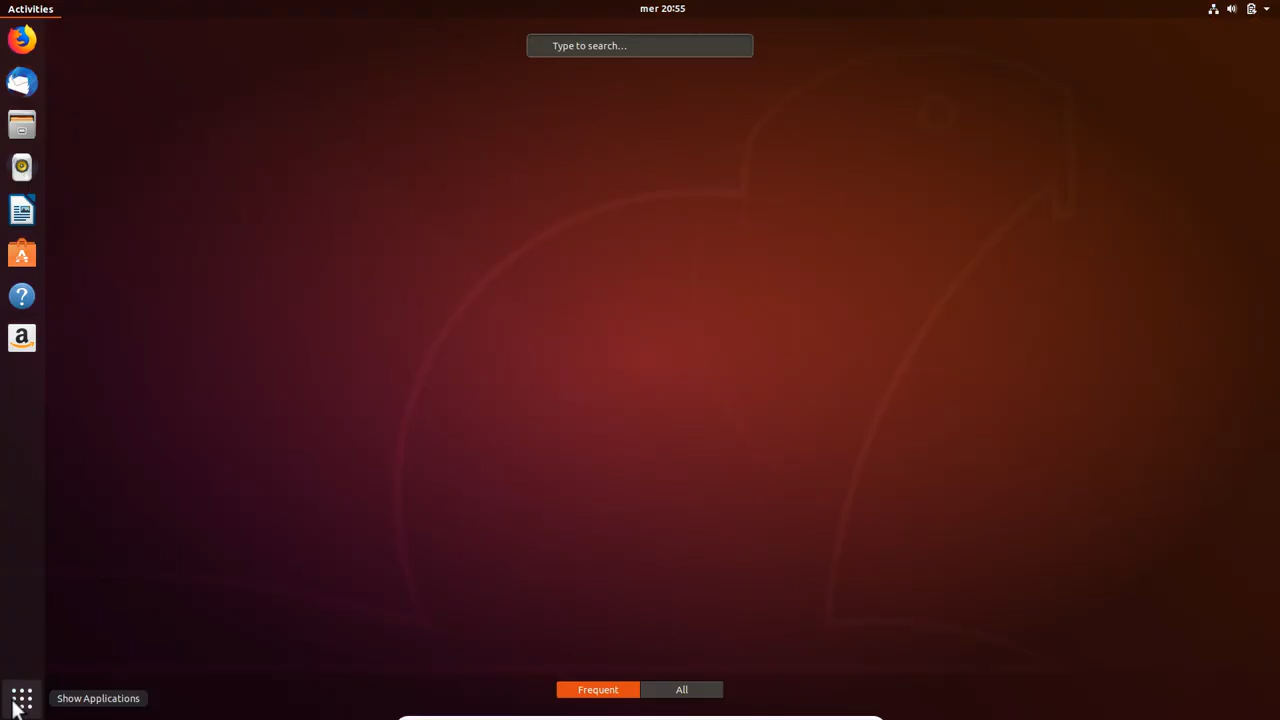 Activities
mer 20:55
Type to search...
a
Show Applications
Frequent
All